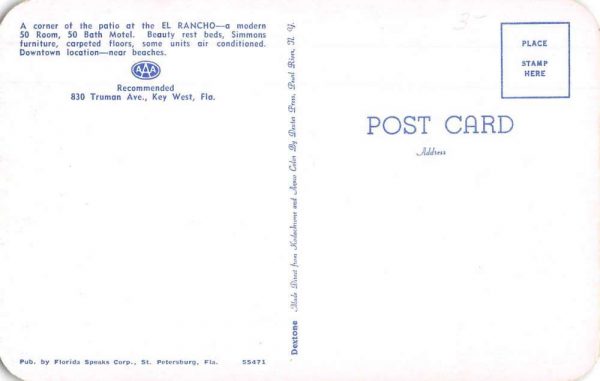 A corner of the patio at the EL RANCHO—a modern
50 Room, 50 Bath Motel. Beauty rest beds, Simmons
furniture, carpeted floors, some units air conditioned.
Downtown location—near beaches.
AAA
Recommended
830 Truman Ave., Key West, Fla.
Pub. by Florida Speaks Corp., St. Petersburg, Fla. 55471
Dextone Made Direct from Kodachrome and Ansco Color By Dexter Press, Pearl River, N. Y.
3-
PLACE
STAMP
HERE
POST CARD
Address